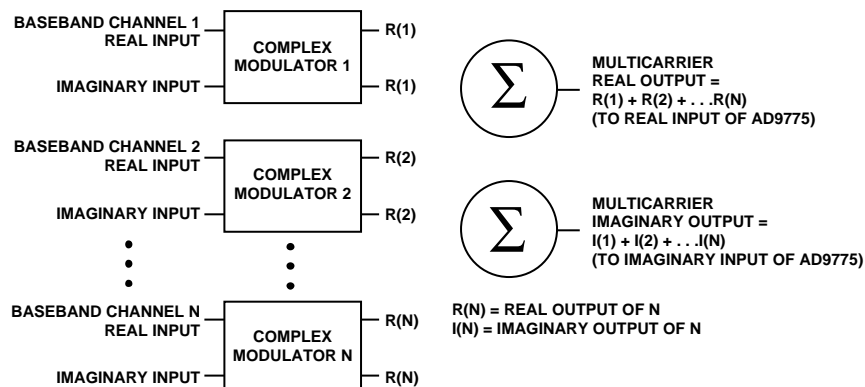 BASEBAND CHANNEL 1
REAL INPUT
IMAGINARY INPUT
COMPLEX
MODULATOR 1
R(1)
R(1)
BASEBAND CHANNEL 2
REAL INPUT
IMAGINARY INPUT
COMPLEX
MODULATOR 2
R(2)
R(2)
BASEBAND CHANNEL N
REAL INPUT
IMAGINARY INPUT
COMPLEX
MODULATOR N
R(N)
R(N)
Σ
MULTICARRIER
REAL OUTPUT =
R(1) + R(2) + . . .R(N)
(TO REAL INPUT OF AD9775)
Σ
MULTICARRIER
IMAGINARY OUTPUT =
I(1) + I(2) + . . .I(N)
(TO IMAGINARY INPUT OF AD9775)
R(N) = REAL OUTPUT OF N
I(N) = IMAGINARY OUTPUT OF N